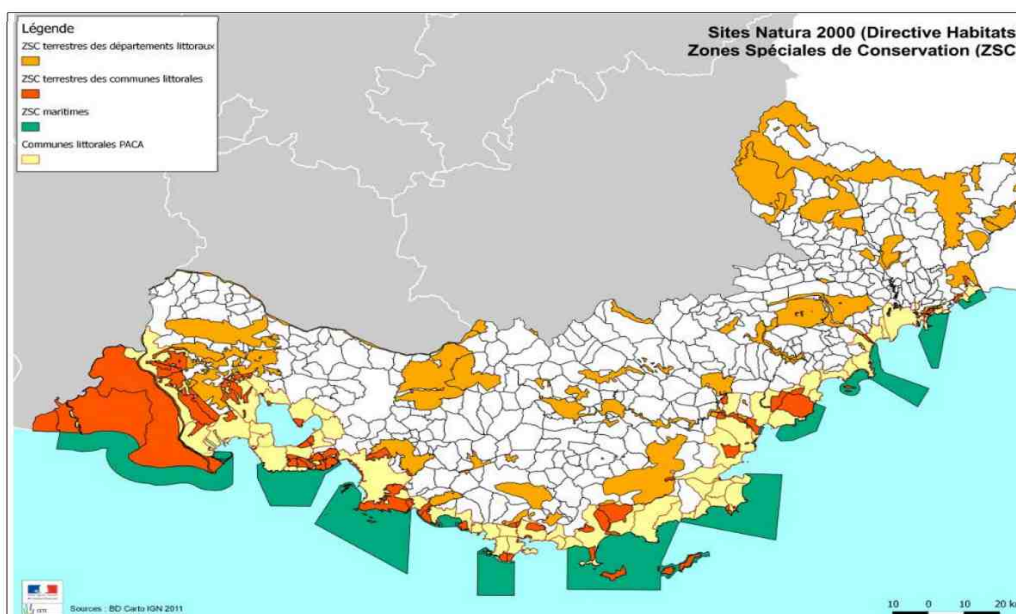 Légende
ZSC terrestres des départements littoraux
ZSC terrestres des communes littorales
ZSC maritimes
Communes littorales PACA
Sites Natura 2000 (Directive Habitats
Zones Spéciales de Conservation (ZSC
Sources : BD Carto IGN 2011
10 0 10 20 k